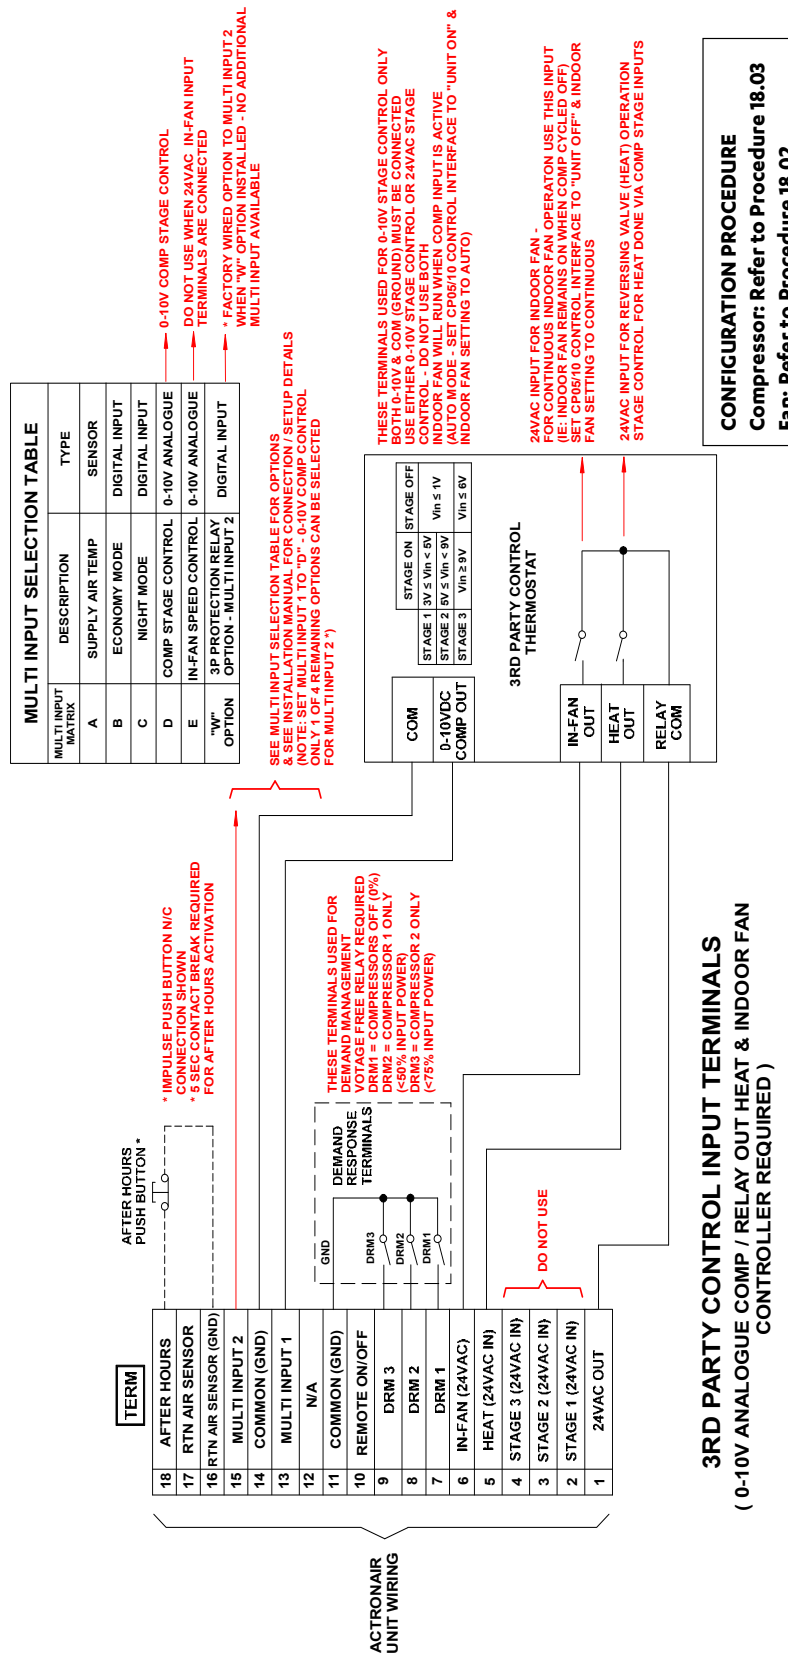 MULTI INPUT SELECTION TABLE
MULTI INPUT
MATRIX
DESCRIPTION
TYPE
A
SUPPLY AIR TEMP
SENSOR
B
ECONOMY MODE
DIGITAL INPUT
C
NIGHT MODE
DIGITAL INPUT
D
COMP STAGE CONTROL
0-10V ANALOGUE
E
IN-FAN SPEED CONTROL
0-10V ANALOGUE
"W"
OPTION
3P PROTECTION RELAY
OPTION - MULTI INPUT 2
DIGITAL INPUT
0-10V COMP STAGE CONTROL
DO NOT USE WHEN 24VAC IN-FAN INPUT
TERMINALS ARE CONNECTED
* FACTORY WIRED OPTION TO MULTI INPUT 2
WHEN "W" OPTION INSTALLED - NO ADDITIONAL
MULTI INPUT AVAILABLE
SEE MULTI INPUT SELECTION TABLE FOR OPTIONS
& SEE INSTALLATION MANUAL FOR CONNECTION / SETUP DETAILS
(NOTE: SET MULTI INPUT 1 TO "D" - 0-10V COMP CONTROL
ONLY 1 OF 4 REMAINING OPTIONS CAN BE SELECTED
FOR MULTI INPUT 2 *)
AFTER HOURS
PUSH BUTTON *
* IMPULSE PUSH BUTTON N/C
CONNECTION SHOWN
* 5 SEC CONTACT BREAK REQUIRED
FOR AFTER HOURS ACTIVATION
TERM
18 AFTER HOURS
17 RTN AIR SENSOR
16 RTN AIR SENSOR (GND)
15 MULTI INPUT 2
14 COMMON (GND)
13 MULTI INPUT 1
12 N/A
11 COMMON (GND)
10 REMOTE ON/OFF
9 DRM 3
8 DRM 2
7 DRM 1
6 IN-FAN (24VAC)
5 HEAT (24VAC IN)
4 STAGE 3 (24VAC IN)
3 STAGE 2 (24VAC IN)
2 STAGE 1 (24VAC IN)
1 24VAC OUT
ACTRONAIR
UNIT WIRING
GND
DEMAND
RESPONSE
TERMINALS
DRM3
DRM2
DRM1
THESE TERMINALS USED FOR
DEMAND MANAGEMENT
VOTAGE FREE RELAY REQUIRED
DRM1 = COMPRESSORS OFF (0%)
DRM2 = COMPRESSOR 1 ONLY
(<50% INPUT POWER)
DRM3 = COMPRESSOR 2 ONLY
(<75% INPUT POWER)
DO NOT USE
COM
0-10VDC
COMP OUT
STAGE ON
STAGE OFF
STAGE 1
3V ≤ Vin < 5V
Vin ≤ 1V
STAGE 2
5V ≤ Vin < 9V
STAGE 3
Vin ≥ 9V
Vin ≤ 6V
3RD PARTY CONTROL
THERMOSTAT
IN-FAN
OUT
HEAT
OUT
RELAY
COM
THESE TERMINALS USED FOR 0-10V STAGE CONTROL ONLY
BOTH 0-10V & COM (GROUND) MUST BE CONNECTED
USE EITHER 0-10V STAGE CONTROL OR 24VAC STAGE
CONTROL - DO NOT USE BOTH
INDOOR FAN WILL RUN WHEN COMP INPUT IS ACTIVE
(AUTO MODE - SET CP05/10 CONTROL INTERFACE TO "UNIT ON" &
INDOOR FAN SETTING TO AUTO)
24VAC INPUT FOR INDOOR FAN -
FOR CONTINUOUS INDOOR FAN OPERATON USE THIS INPUT
(IE: INDOOR FAN REMAINS ON WHEN COMP CYCLED OFF)
SET CP05/10 CONTROL INTERFACE TO "UNIT OFF" & INDOOR
FAN SETTING TO CONTINUOUS
24VAC INPUT FOR REVERSING VALVE (HEAT) OPERATION
STAGE CONTROL FOR HEAT DONE VIA COMP STAGE INPUTS
3RD PARTY CONTROL INPUT TERMINALS
( 0-10V ANALOGUE COMP / RELAY OUT HEAT & INDOOR FAN
CONTROLLER REQUIRED )
CONFIGURATION PROCEDURE
Compressor: Refer to Procedure 18.03
Fan: Refer to Procedure 18.02